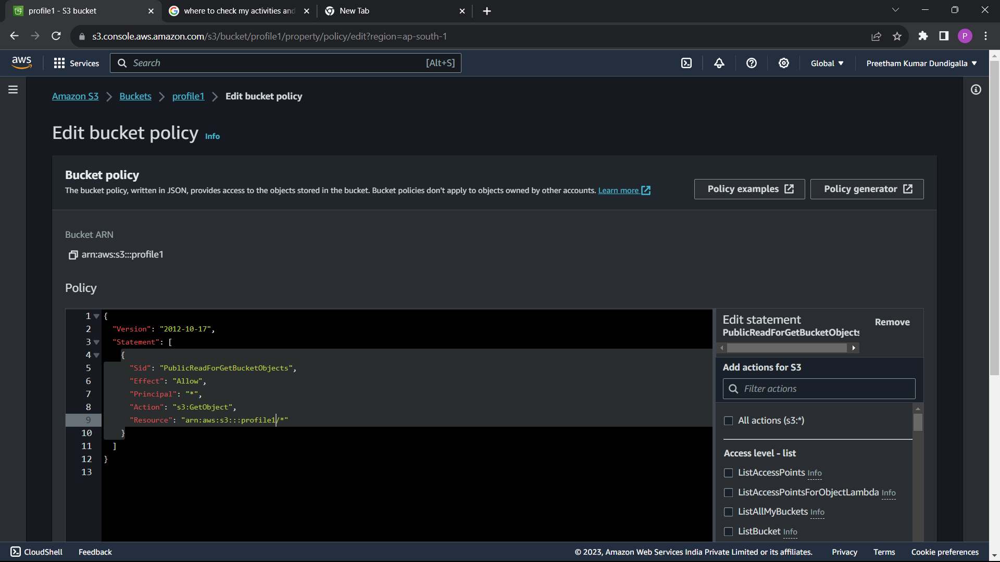 profile1 - S3 bucket
where to check my activities and
New Tab
s3.console.aws.amazon.com/s3/bucket/profile1/property/policy/edit?region=ap-south-1
P
aws
Services
Search
[Alt+S]
Global
Preetham Kumar Dundigalla
Amazon S3 > Buckets > profile1 > Edit bucket policy
Edit bucket policy Info
Bucket policy
The bucket policy, written in JSON, provides access to the objects stored in the bucket. Bucket policies don't apply to objects owned by other accounts. Learn more
Policy examples
Policy generator
Bucket ARN
arn:aws:s3:::profile1
Policy
1 {
2 "Version": "2012-10-17",
3 "Statement": [
4 {
5 "Sid": "PublicReadForGetBucketObjects",
6 "Effect": "Allow",
7 "Principal": "*",
8 "Action": "s3:GetObject",
9 "Resource": "arn:aws:s3:::profile1/*"
10 }
11 ]
12 }
13
Edit statement
PublicReadForGetBucketObjects
Remove
Add actions for S3
Filter actions
All actions (s3:*)
Access level - list
ListAccessPoints Info
ListAccessPointsForObjectLambda Info
ListAllMyBuckets Info
ListBucket Info
CloudShell
Feedback
© 2023, Amazon Web Services India Private Limited or its affiliates.
Privacy
Terms
Cookie preferences